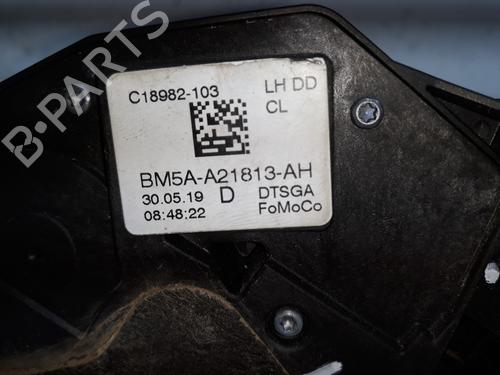 C18982-103 LH DD
CL
BM5A-A21813-AH
30.05.19 D DTSGA
08:48:22 FoMoCo
B-PARTS